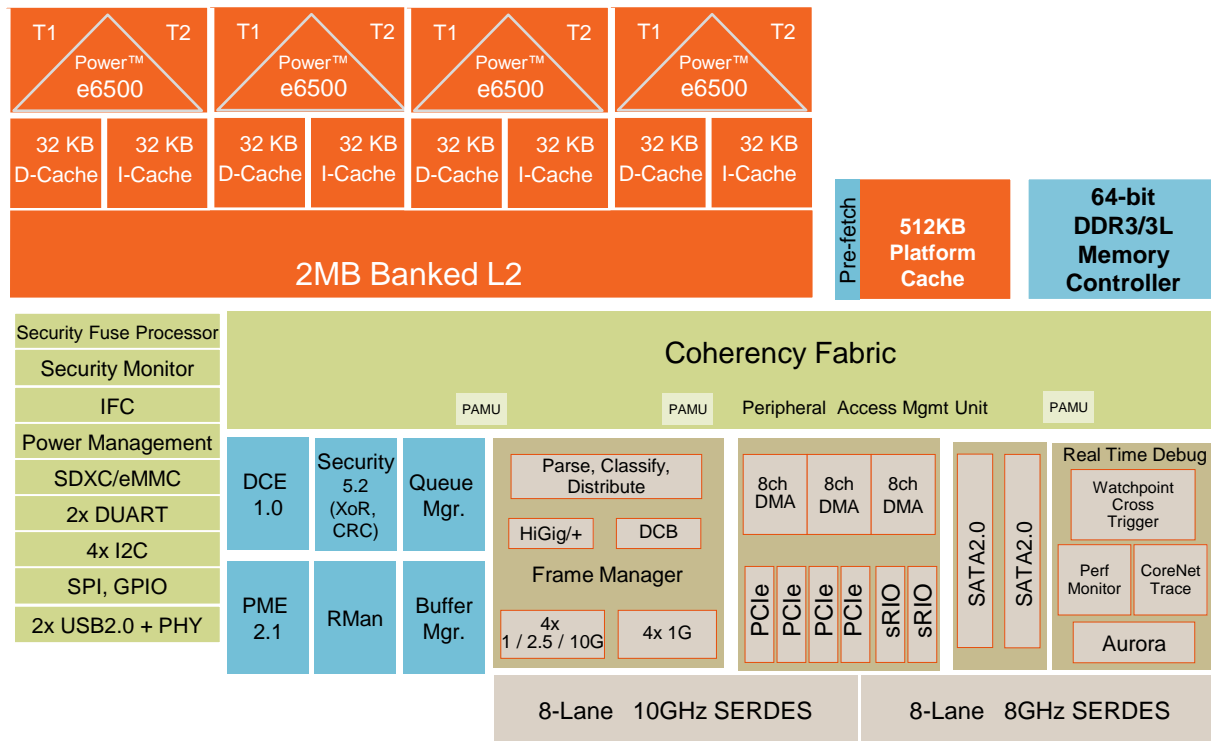 T1 T2 T1 T2 T1 T2 T1 T2
Power™ Power™ Power™ Power™
e6500 e6500 e6500 e6500
32 KB 32 KB 32 KB 32 KB 32 KB 32 KB 32 KB 32 KB
D-Cache I-Cache D-Cache I-Cache D-Cache I-Cache D-Cache I-Cache
2MB Banked L2
Pre-fetch
512KB
Platform
Cache
64-bit
DDR3/3L
Memory
Controller
Security Fuse Processor
Security Monitor
IFC
Power Management
SDXC/eMMC
2x DUART
4x I2C
SPI, GPIO
2x USB2.0 + PHY
Coherency Fabric
PAMU PAMU Peripheral Access Mgmt Unit PAMU
DCE
1.0
Security
5.2
(XoR,
CRC)
Queue
Mgr.
PME
2.1
RMan
Buffer
Mgr.
Parse, Classify,
Distribute
HiGig/+ DCB
Frame Manager
4x
1 / 2.5 / 10G
4x 1G
8ch
DMA
8ch
DMA
8ch
DMA
PCIe
PCIe
PCIe
PCIe
sRIO
sRIO
SATA2.0
SATA2.0
Real Time Debug
Watchpoint
Cross
Trigger
Perf
Monitor
CoreNet
Trace
Aurora
8-Lane 10GHz SERDES
8-Lane 8GHz SERDES